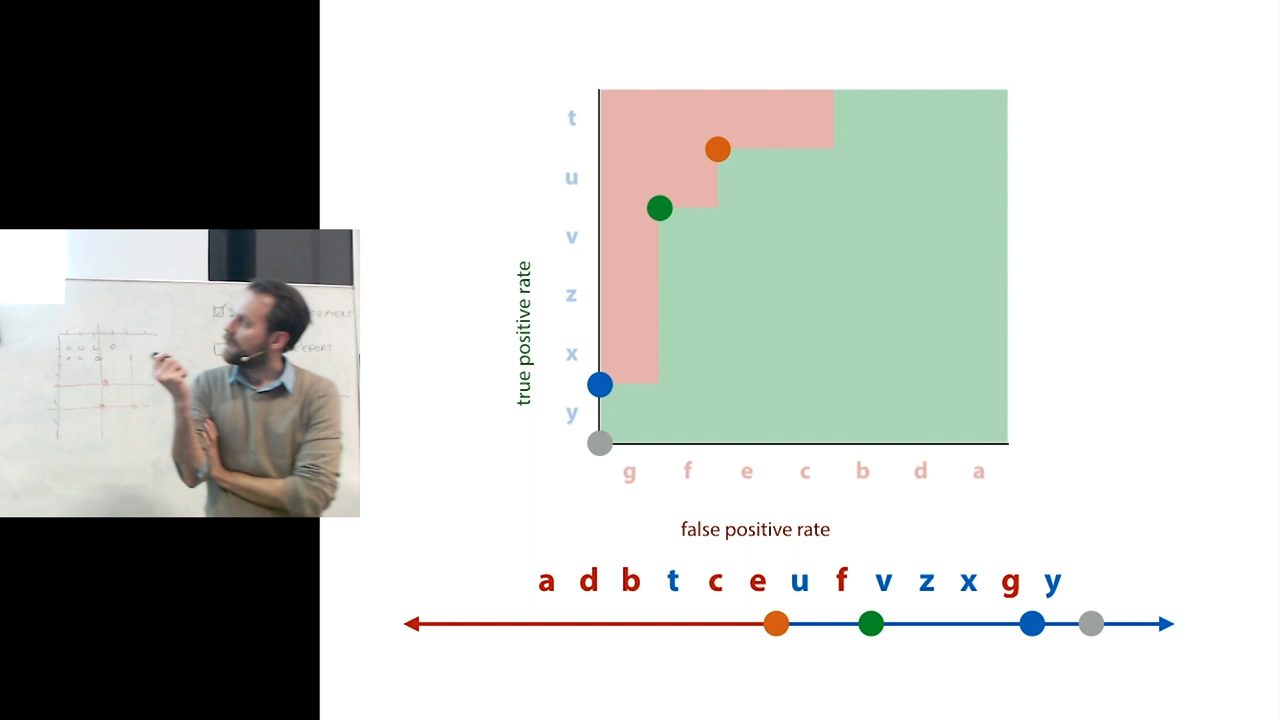 t
u
v
z
x
y
true positive rate
g f e c b d a
false positive rate
a d b t c e u f v z x g y